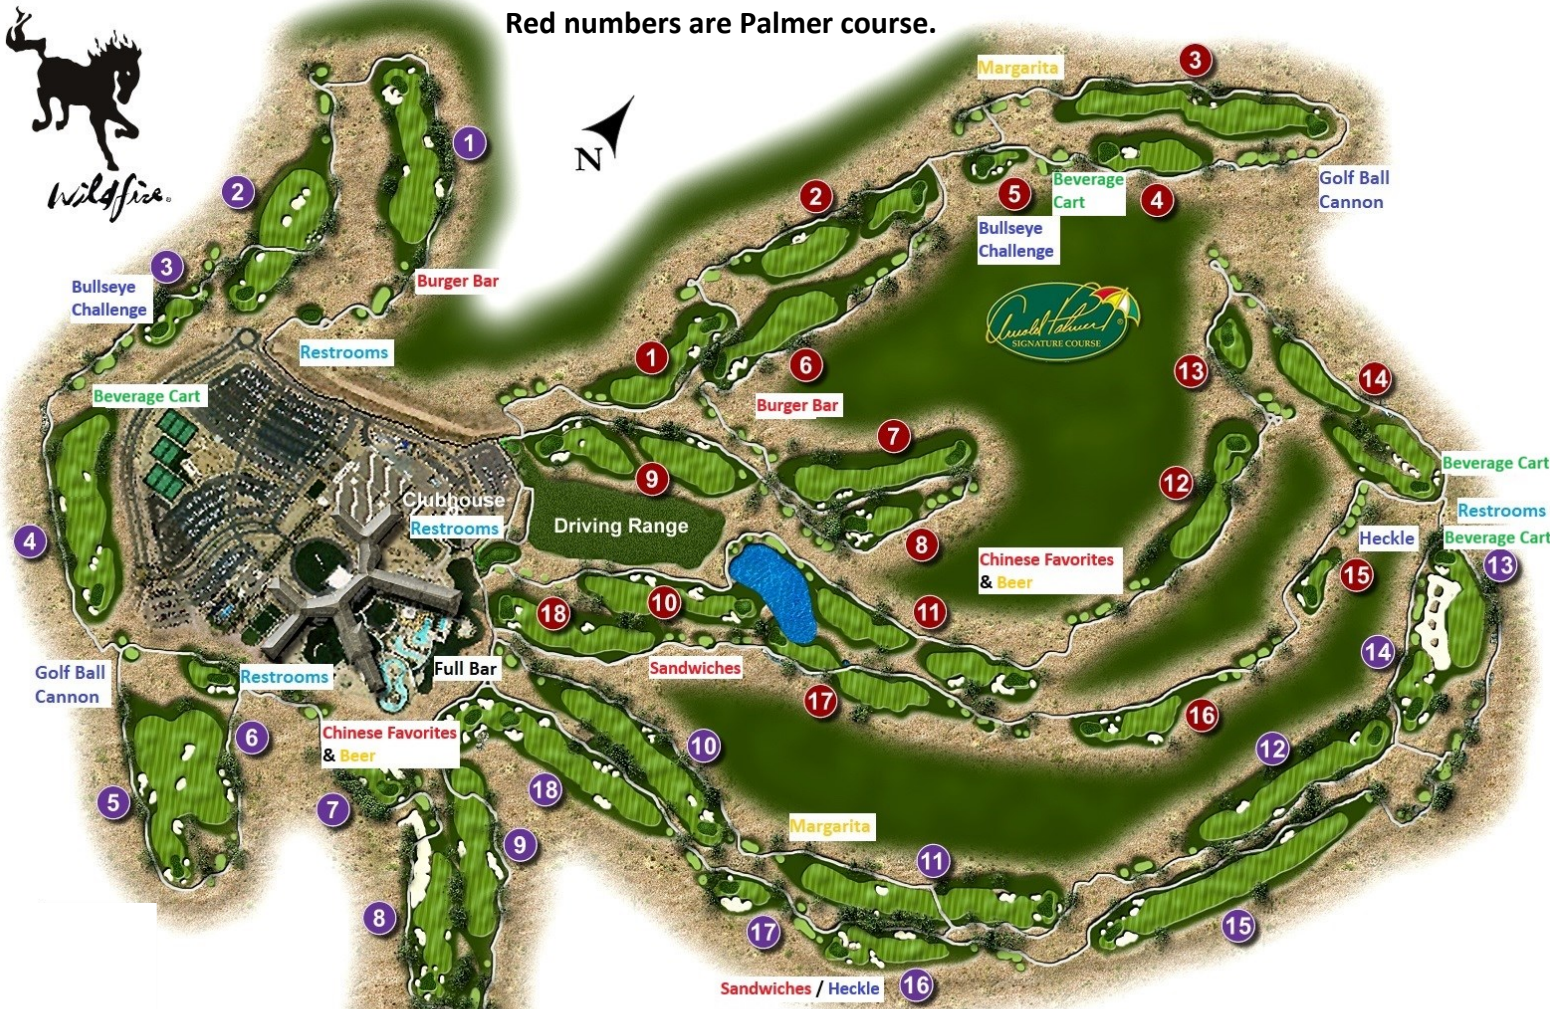 Red numbers are Palmer course.
Wildfire
N
Margarita
3
1
2
2
5
Beverage
Cart
4
Golf Ball
Cannon
Bullseye
Challenge
3
Bullseye
Challenge
Burger Bar
Arnold Palmer
SIGNATURE COURSE
Restrooms
1
6
13
14
Beverage Cart
Burger Bar
7
9
12
Beverage Cart
Clubhouse
Restrooms
Driving Range
Restrooms
4
8
Heckle
Beverage Cart
Chinese Favorites
& Beer
15
13
18
10
11
14
Golf Ball
Cannon
Restrooms
Full Bar
Sandwiches
17
16
6
Chinese Favorites
& Beer
10
12
5
7
18
9
Margarita
11
8
17
15
Sandwiches / Heckle
16